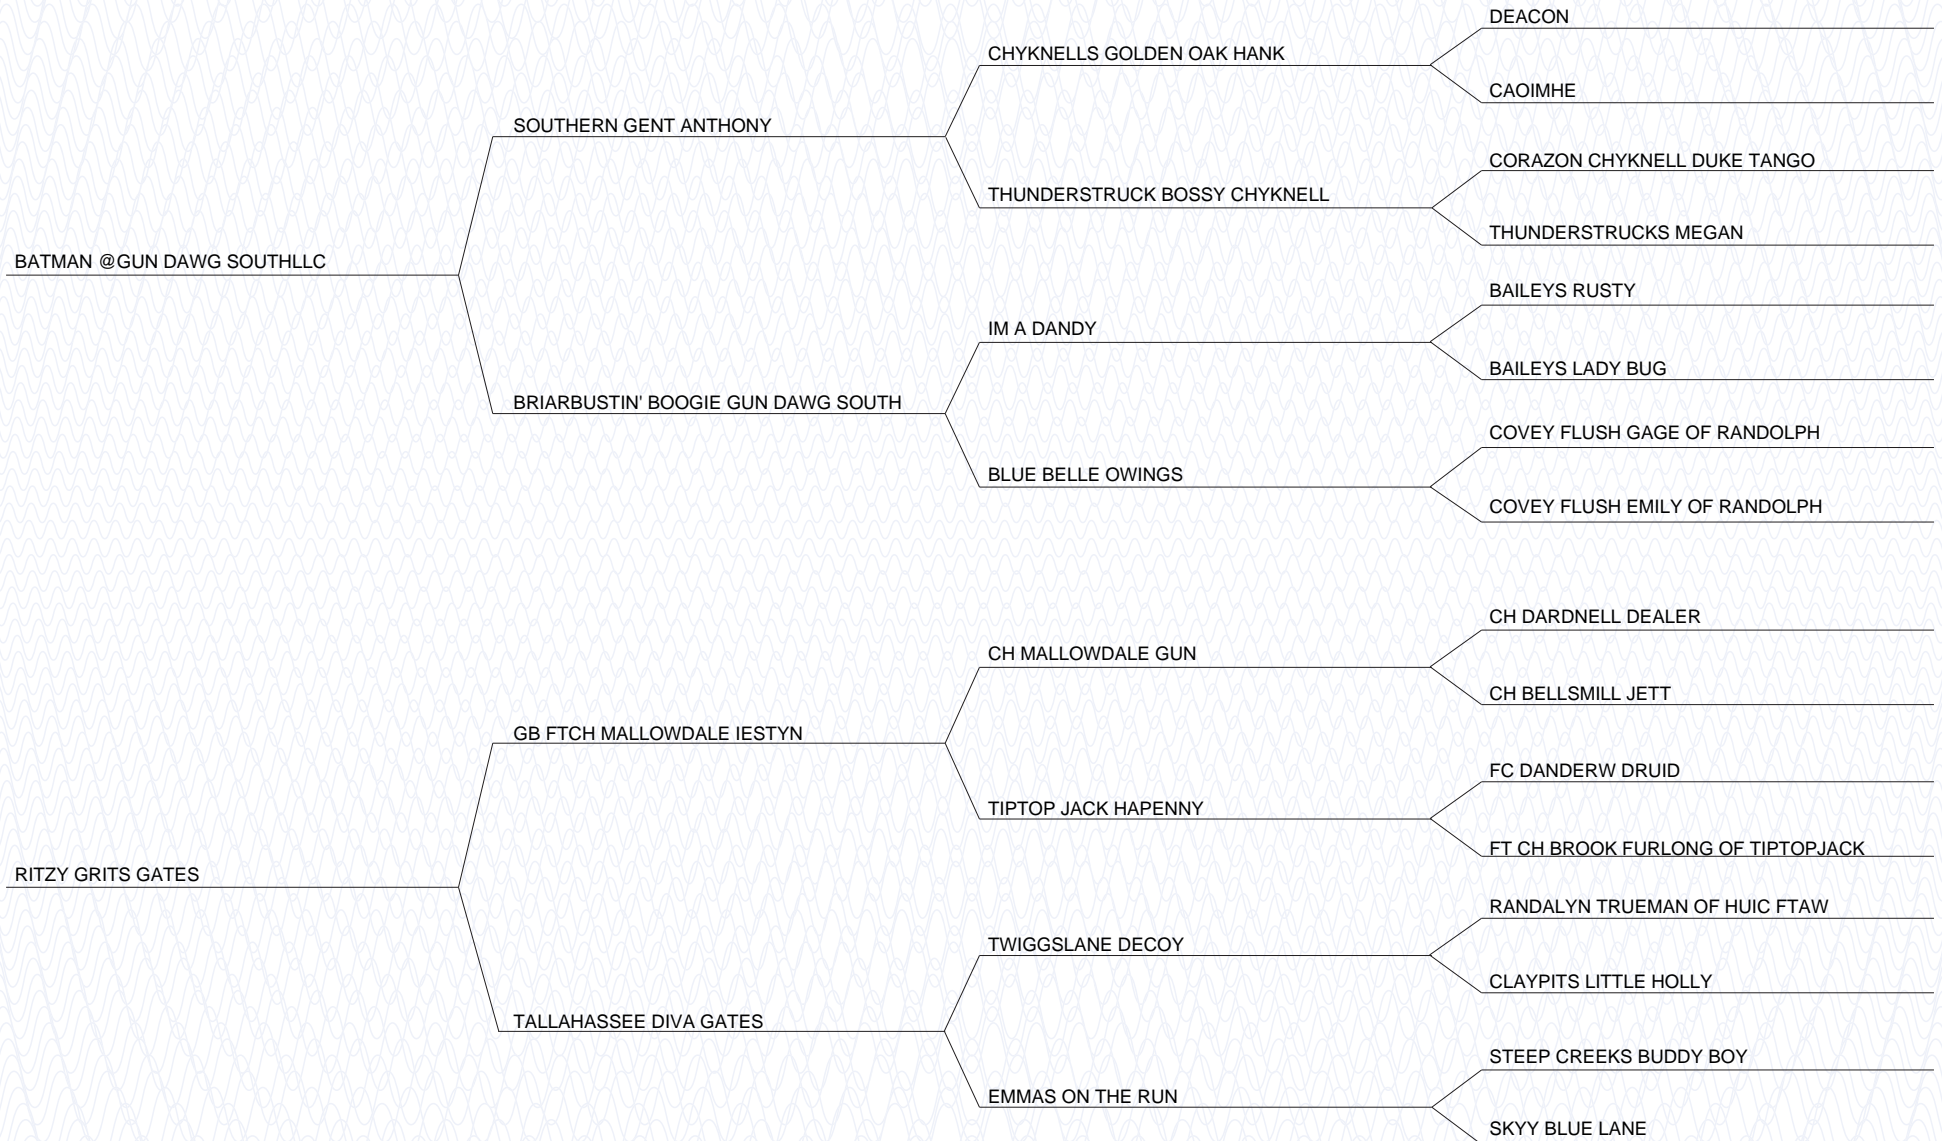 DEACON
CHYKNELLS GOLDEN OAK HANK
CAOIMHE
SOUTHERN GENT ANTHONY
CORAZON CHYKNELL DUKE TANGO
THUNDERSTRUCK BOSSY CHYKNELL
THUNDERSTRUCKS MEGAN
BATMAN @GUN DAWG SOUTHLLC
BAILEYS RUSTY
IM A DANDY
BAILEYS LADY BUG
BRIARBUSTIN' BOOGIE GUN DAWG SOUTH
COVEY FLUSH GAGE OF RANDOLPH
BLUE BELLE OWINGS
COVEY FLUSH EMILY OF RANDOLPH
CH DARDNELL DEALER
CH MALLOWDALE GUN
CH BELLSMILL JETT
GB FTCH MALLOWDALE IESTYN
FC DANDERW DRUID
TIPTOP JACK HAPENNY
FT CH BROOK FURLONG OF TIPTOPJACK
RITZY GRITS GATES
RANDALYN TRUEMAN OF HUIC FTAW
TWIGGSLANE DECOY
CLAYPITS LITTLE HOLLY
TALLAHASSEE DIVA GATES
STEEP CREEKS BUDDY BOY
EMMAS ON THE RUN
SKYY BLUE LANE